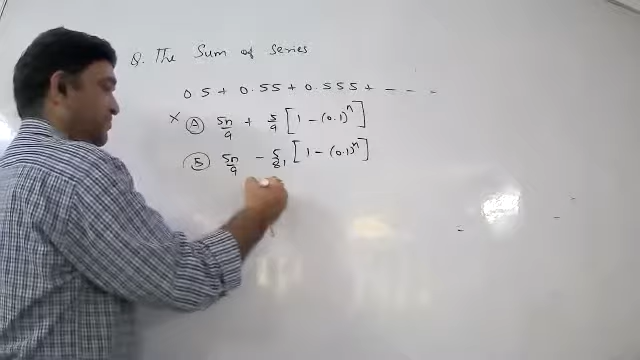 Q. The Sum of Series
0.5 + 0.55 + 0.555 + - - -
x A 5n/9 + 5/9 [1 - (0.1)^n]
B 5n/9 - 5/81 [1 - (0.1)^n]